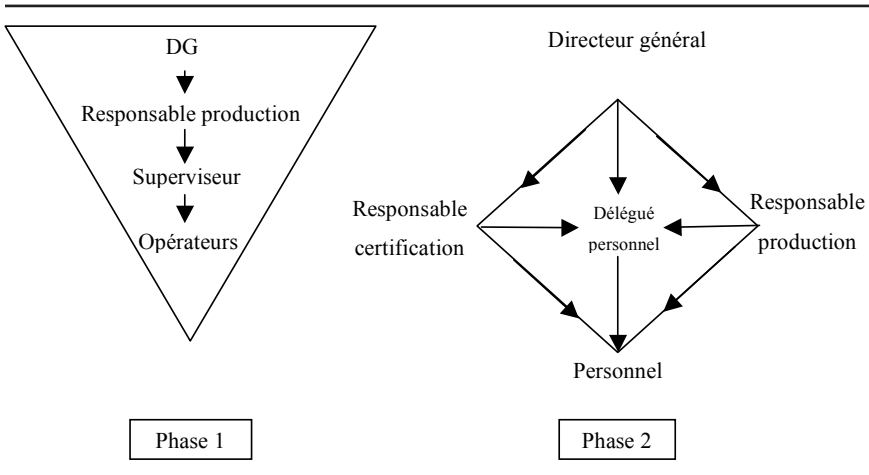 DG
Responsable production
Superviseur
Opérateurs
Phase 1
Directeur général
Responsable
certification
Délégué
personnel
Responsable
production
Personnel
Phase 2